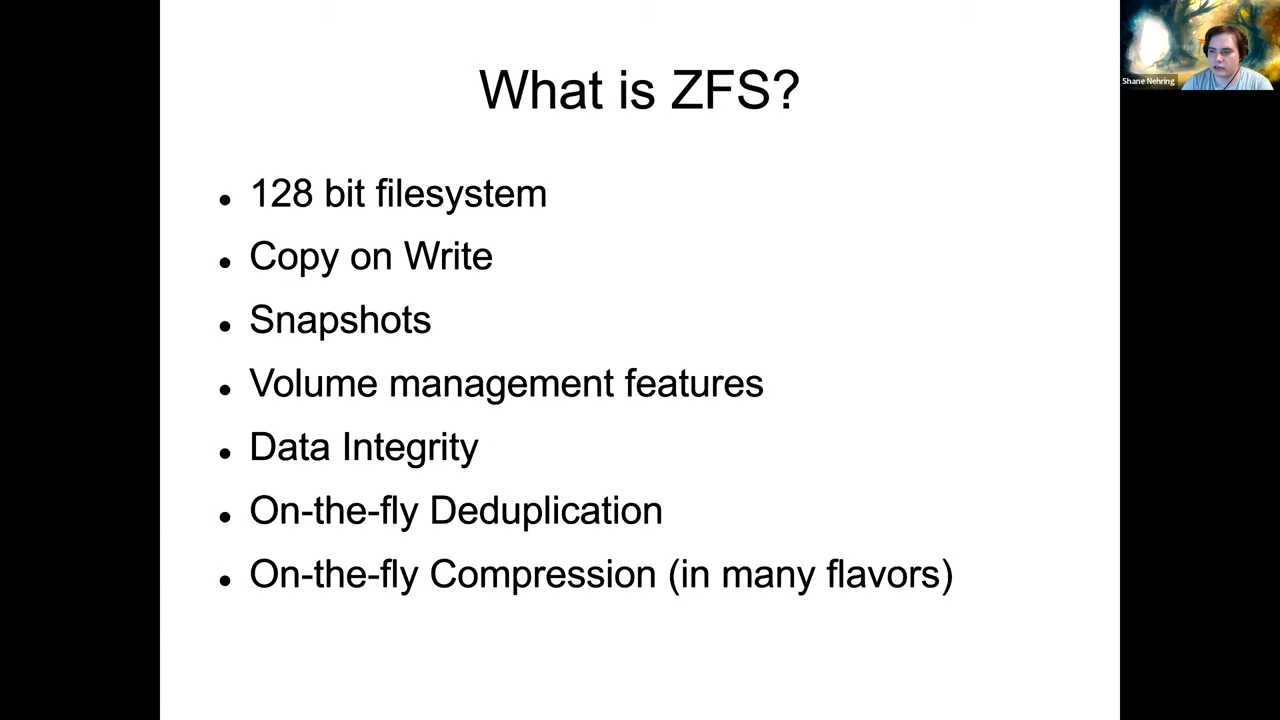 What is ZFS?
• 128 bit filesystem
• Copy on Write
• Snapshots
• Volume management features
• Data Integrity
• On-the-fly Deduplication
• On-the-fly Compression (in many flavors)
Shane Nehring